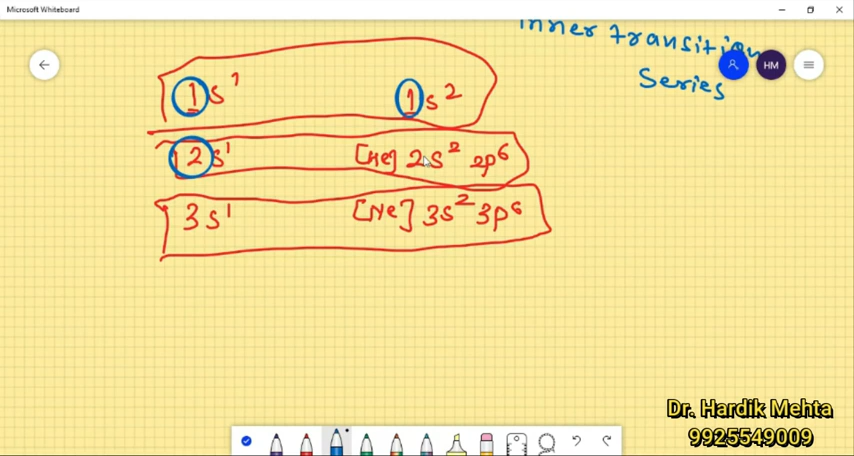 Microsoft Whiteboard
inner transition
Series
HM
1s¹ 1s²
2s¹ [He] 2s² 2p⁶
3s¹ [Ne] 3s² 3p⁶
Dr. Hardik Mehta
9925549009